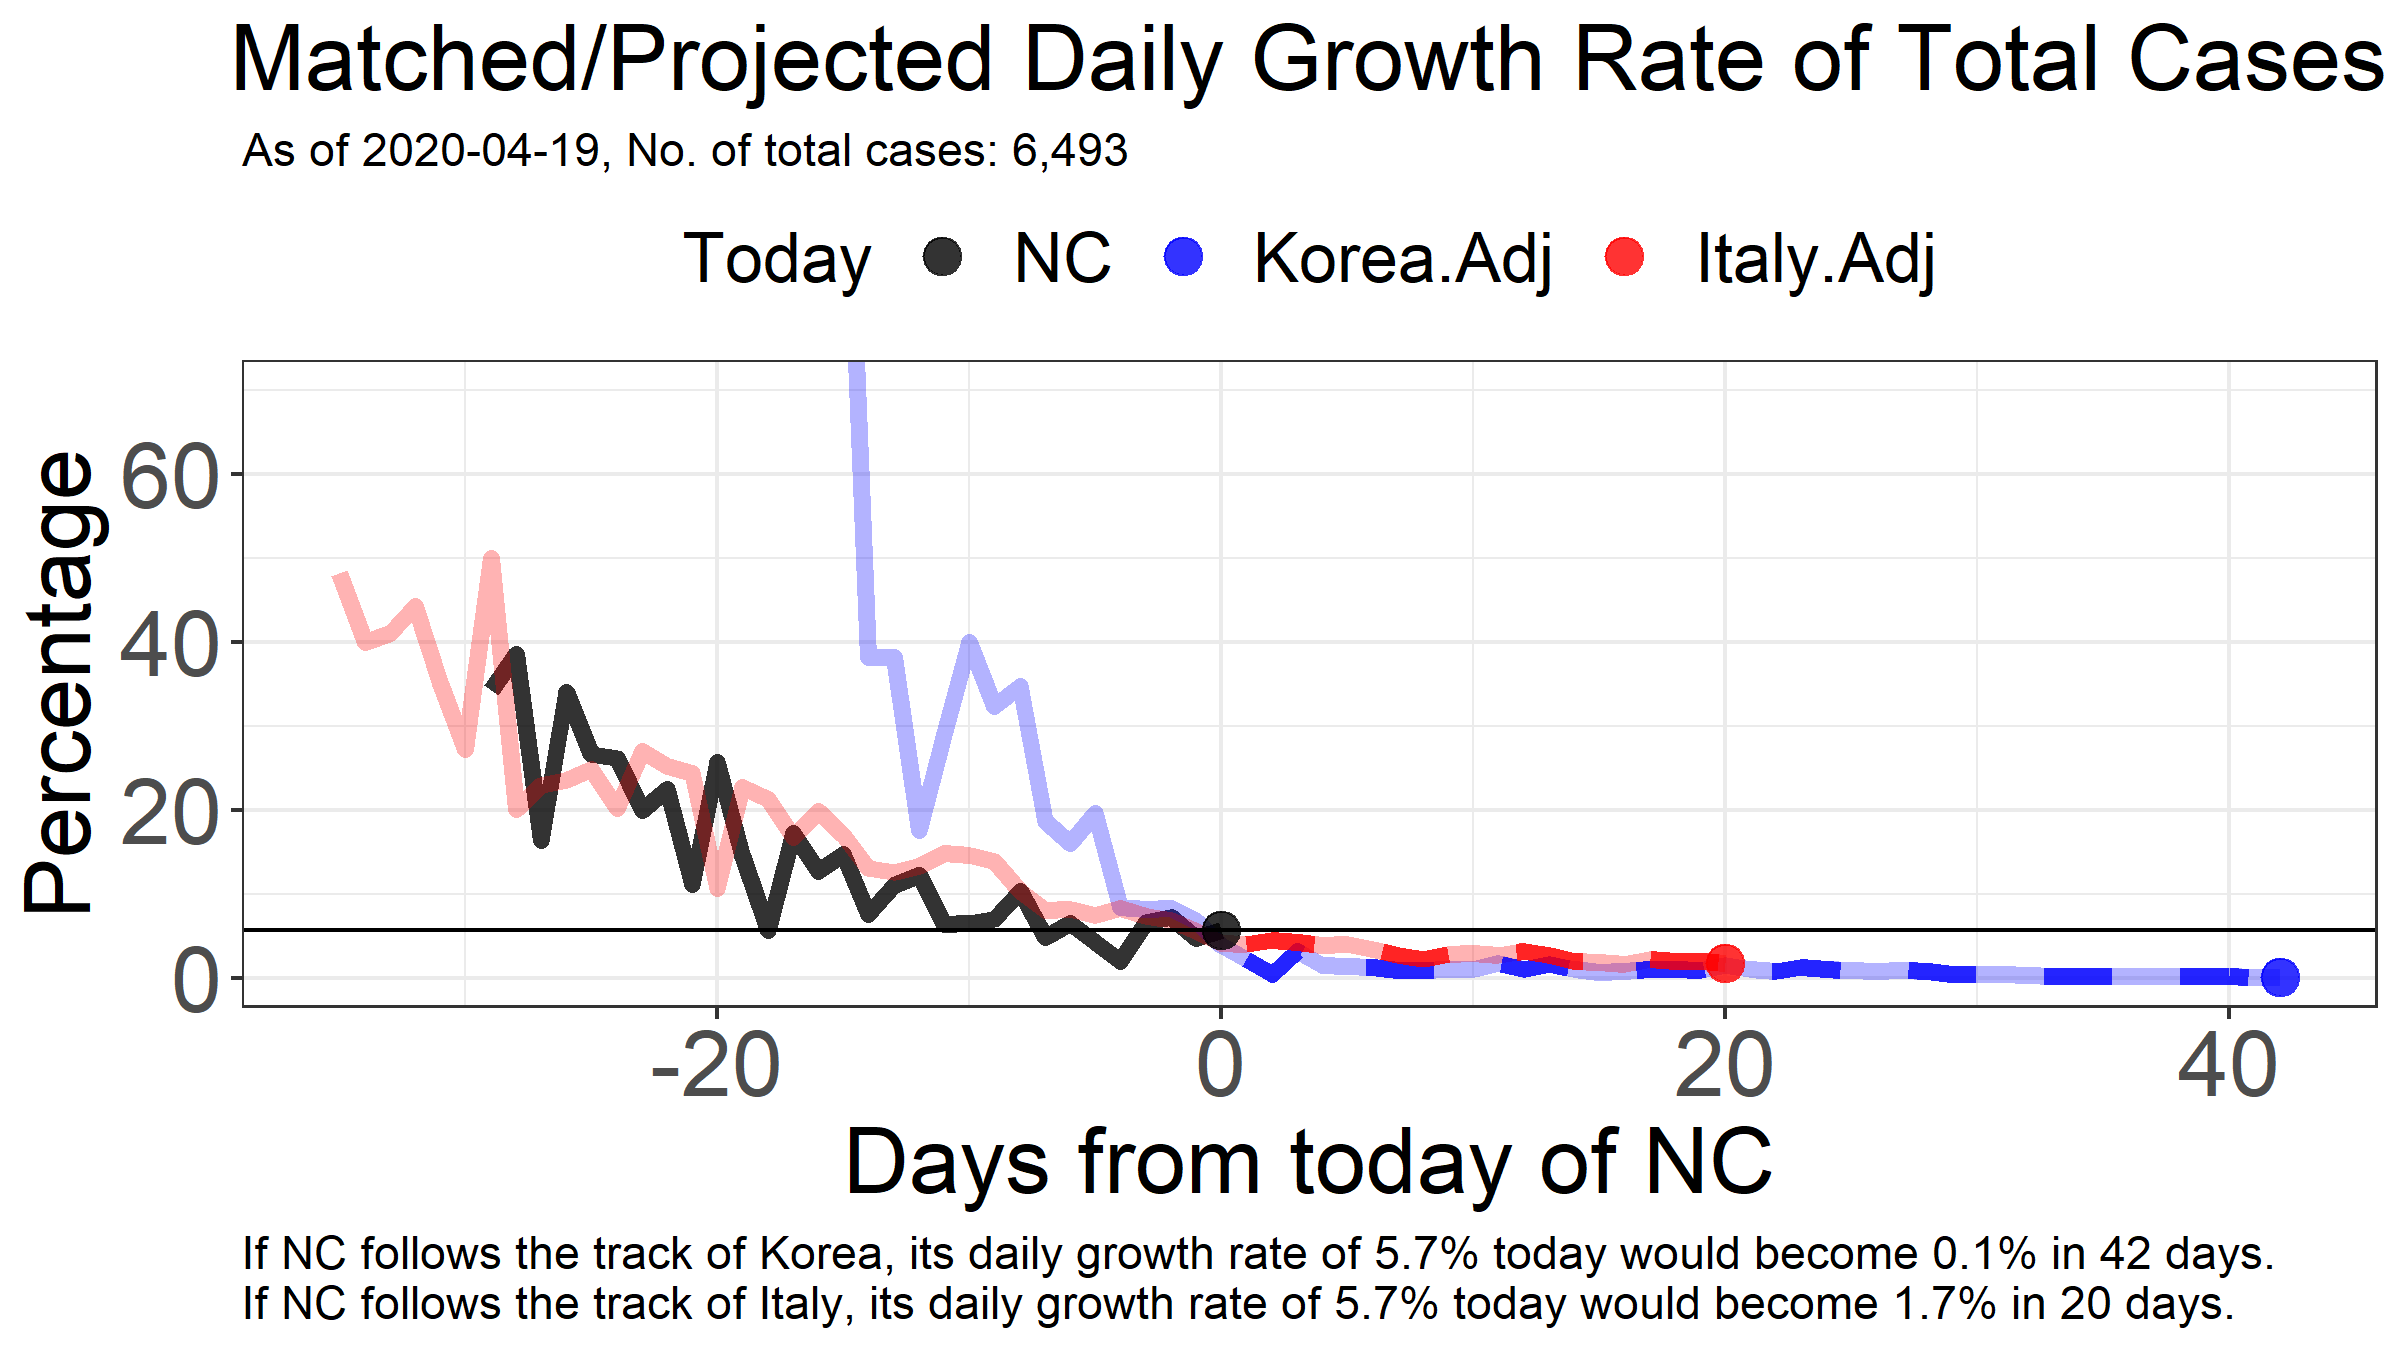 Matched/Projected Daily Growth Rate of Total Cases
As of 2020-04-19, No. of total cases: 6,493
Today NC Korea.Adj Italy.Adj
Percentage
60
40
20
0
-20 0 20 40
Days from today of NC
If NC follows the track of Korea, its daily growth rate of 5.7% today would become 0.1% in 42 days.
If NC follows the track of Italy, its daily growth rate of 5.7% today would become 1.7% in 20 days.